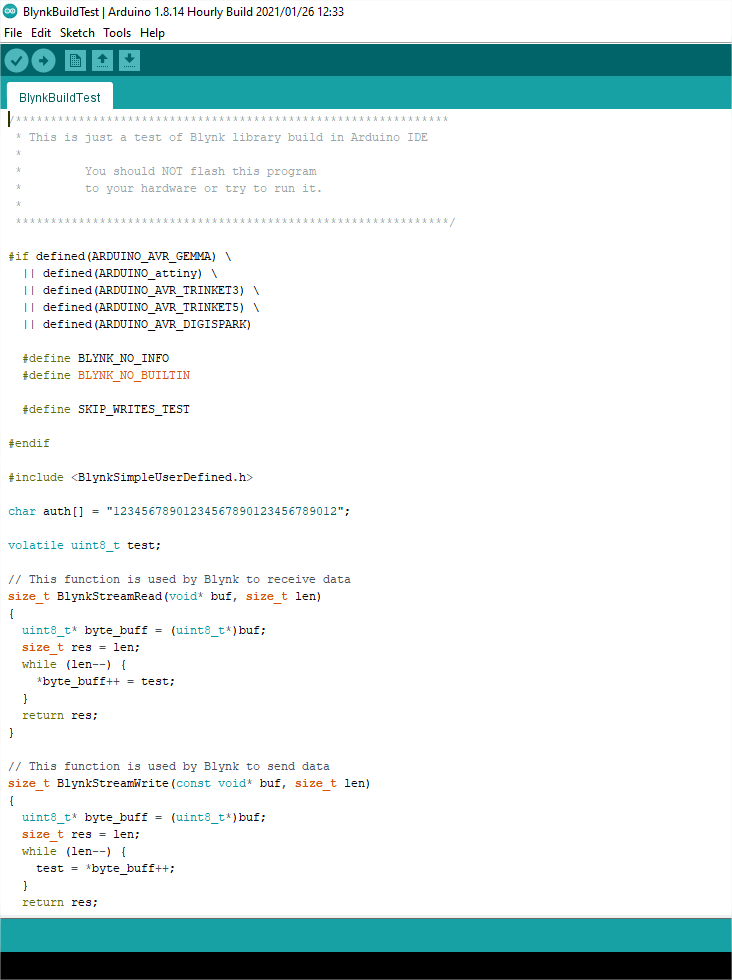 BlynkBuildTest | Arduino 1.8.14 Hourly Build 2021/01/26 12:33
File Edit Sketch Tools Help
BlynkBuildTest
/**************************************************************
 * This is just a test of Blynk library build in Arduino IDE
 *
 *         You should NOT flash this program
 *         to your hardware or try to run it.
 *
 **************************************************************/
#if defined(ARDUINO_AVR_GEMMA) \
  || defined(ARDUINO_attiny) \
  || defined(ARDUINO_AVR_TRINKET3) \
  || defined(ARDUINO_AVR_TRINKET5) \
  || defined(ARDUINO_AVR_DIGISPARK)
  #define BLYNK_NO_INFO
  #define BLYNK_NO_BUILTIN
  #define SKIP_WRITES_TEST
#endif
#include <BlynkSimpleUserDefined.h>
char auth[] = "12345678901234567890123456789012";
volatile uint8_t test;
// This function is used by Blynk to receive data
size_t BlynkStreamRead(void* buf, size_t len)
{
  uint8_t* byte_buff = (uint8_t*)buf;
  size_t res = len;
  while (len--) {
    *byte_buff++ = test;
  }
  return res;
}
// This function is used by Blynk to send data
size_t BlynkStreamWrite(const void* buf, size_t len)
{
  uint8_t* byte_buff = (uint8_t*)buf;
  size_t res = len;
  while (len--) {
    test = *byte_buff++;
  }
  return res;